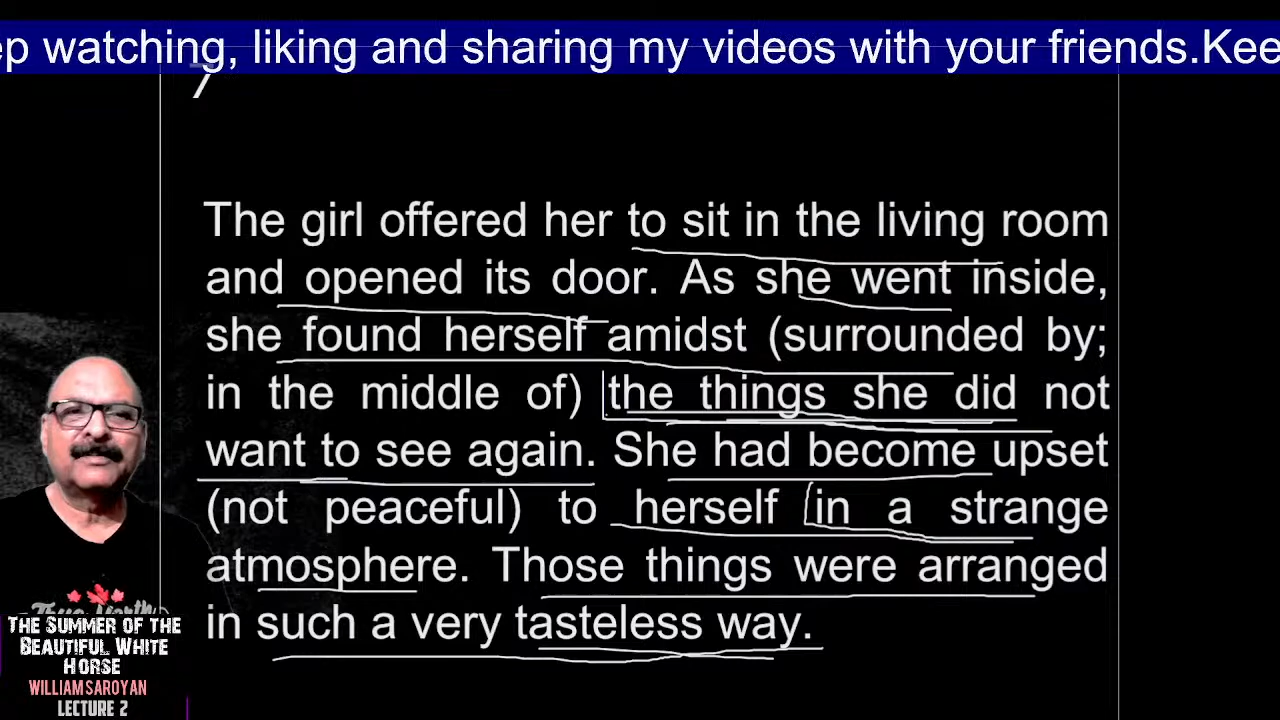 ep watching, liking and sharing my videos with your friends.Kee
7
The girl offered her to sit in the living room
and opened its door. As she went inside,
she found herself amidst (surrounded by;
in the middle of) the things she did not
want to see again. She had become upset
(not peaceful) to herself in a strange
atmosphere. Those things were arranged
in such a very tasteless way.
True North
The Summer of the
Beautiful White
Horse
William Saroyan
Lecture 2